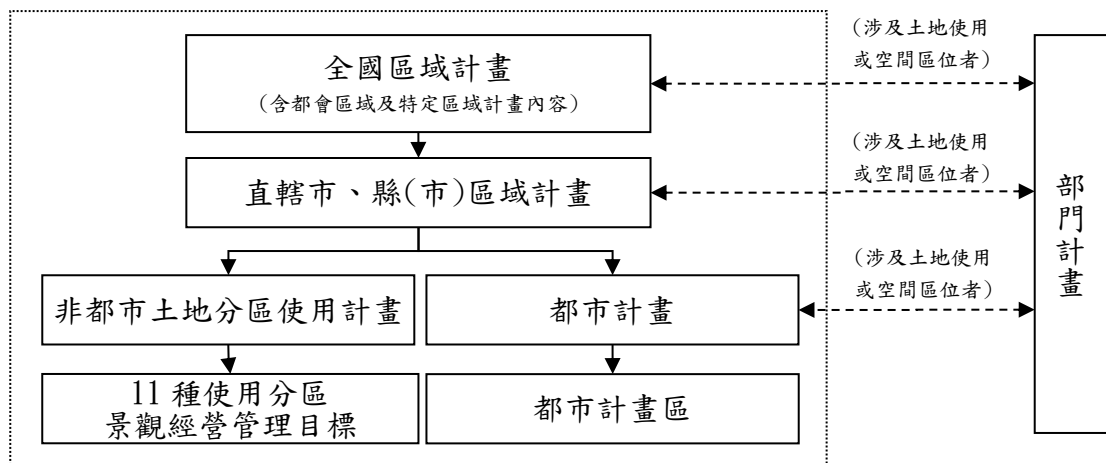 全國區域計畫
（含都會區域及特定區域計畫內容）
（涉及土地使用
或空間區位者）
直轄市、縣(市)區域計畫
（涉及土地使用
或空間區位者）
部門計畫
非都市土地分區使用計畫
都市計畫
（涉及土地使用
或空間區位者）
11 種使用分區
景觀經營管理目標
都市計畫區